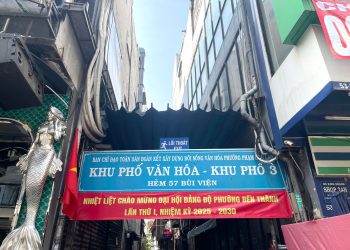 LỐI THOÁT
EXIT
BAN CHỈ ĐẠO TOÀN DÂN ĐOÀN KẾT XÂY DỰNG ĐỜI SỐNG VĂN HÓA PHƯỜNG PHẠM
KHU PHỐ VĂN HÓA - KHU PHỐ 3
HẺM 57 BÙI VIỆN
NHIỆT LIỆT CHÀO MỪNG ĐẠI HỘI ĐẢNG BỘ PHƯỜNG BẾN THÀNH
LẦN THỨ I, NHIỆM KỲ 2025 - 2030